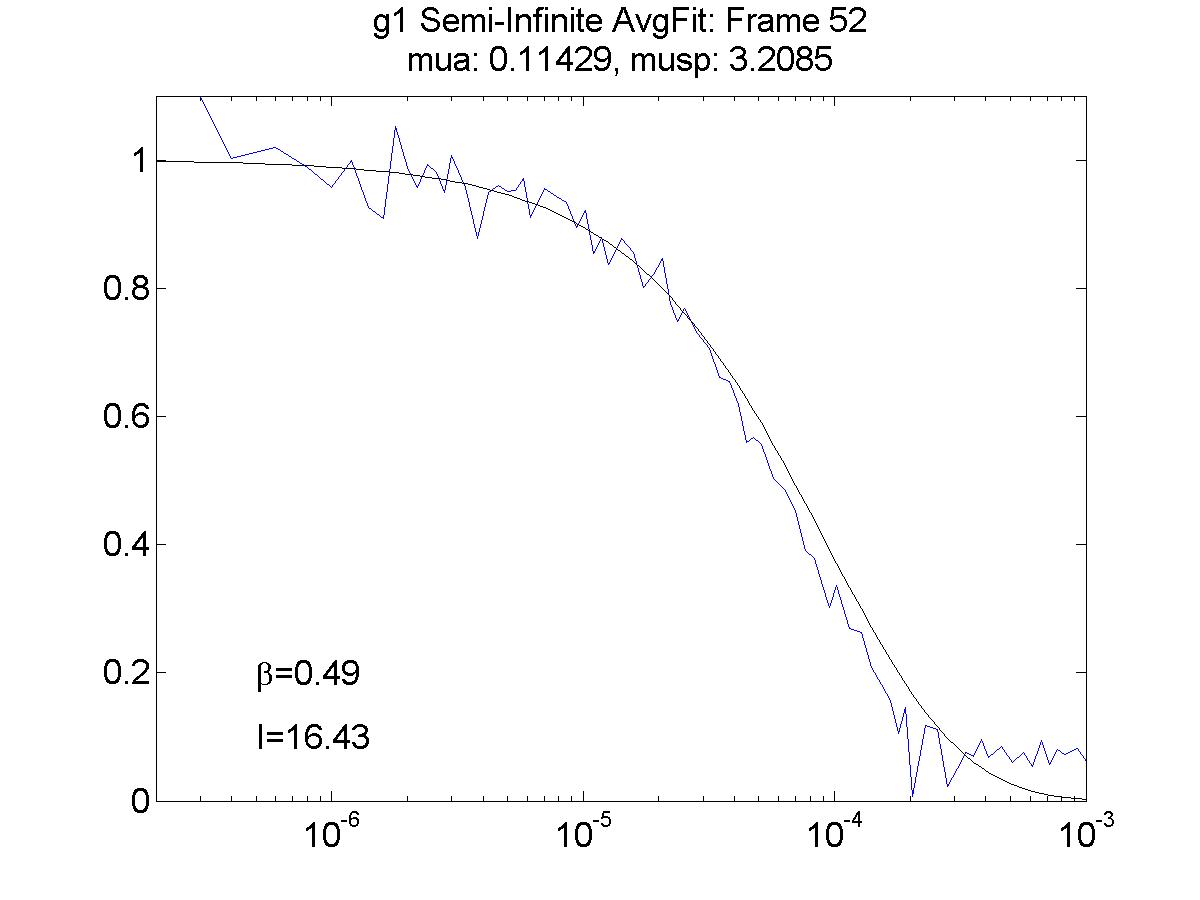 g1 Semi-Infinite AvgFit: Frame 52
mua: 0.11429, musp: 3.2085
1
0.8
0.6
0.4
0.2
0
β=0.49
I=16.43
10^-6
10^-5
10^-4
10^-3